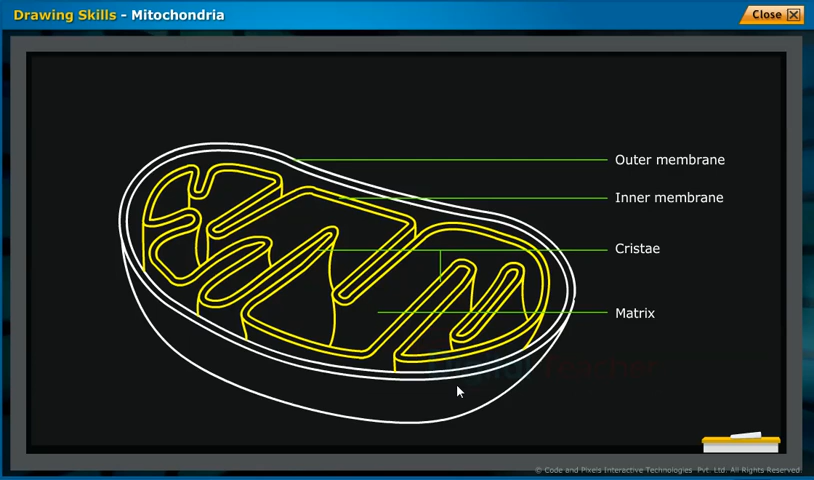 Drawing Skills - Mitochondria
Close
Outer membrane
Inner membrane
Cristae
Matrix
© Code and Pixels Interactive Technologies Pvt. Ltd. All Rights Reserved